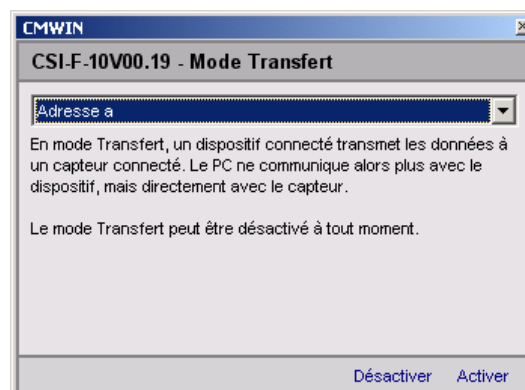 CMWIN
CSI-F-10V00.19 - Mode Transfert
Adresse a
En mode Transfert, un dispositif connecté transmet les données à
un capteur connecté. Le PC ne communique alors plus avec le
dispositif, mais directement avec le capteur.
Le mode Transfert peut être désactivé à tout moment.
Désactiver Activer